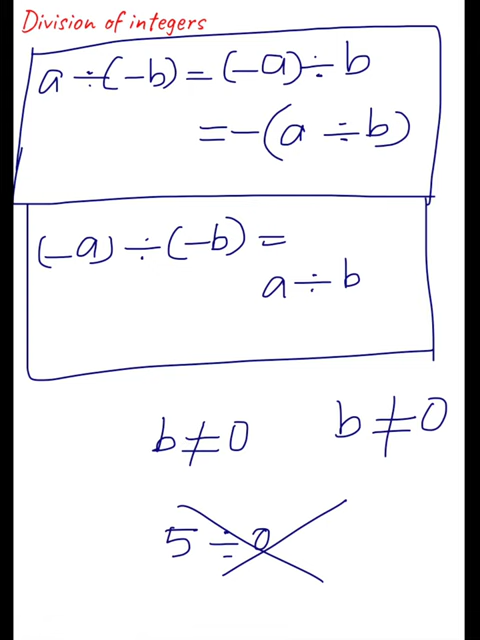 Division of integers
a ÷ (-b) = (-a) ÷ b
= -(a ÷ b)
(-a) ÷ (-b) =
a ÷ b
b ≠ 0 b ≠ 0
5 ÷ 0